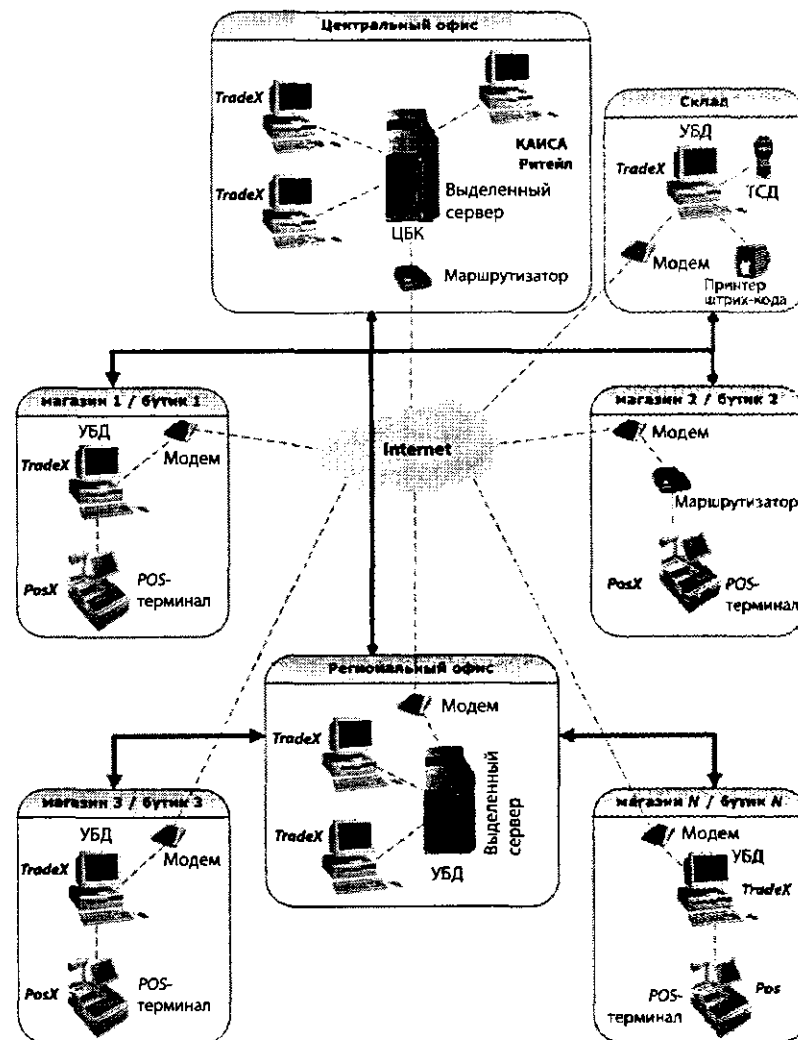 Центральный офис
TradeX
TradeX
КАИСА
Ритейл
Выделенный
сервер
ЦБК
Маршрутизатор
Склад
УБД
TradeX
ТСД
Модем
Принтер
штрих-кода
магазин 1 / бутик 1
УБД
TradeX
Модем
PosX
POS-
терминал
Internet
магазин 2 / бутик 2
Модем
Маршрутизатор
PosX
POS-
терминал
Региональный офис
Модем
TradeX
TradeX
Выделенный
сервер
УБД
магазин 3 / бутик 3
УБД
Модем
TradeX
PosX
POS-
терминал
магазин N / бутик N
Модем
УБД
TradeX
POS-
терминал
Pos